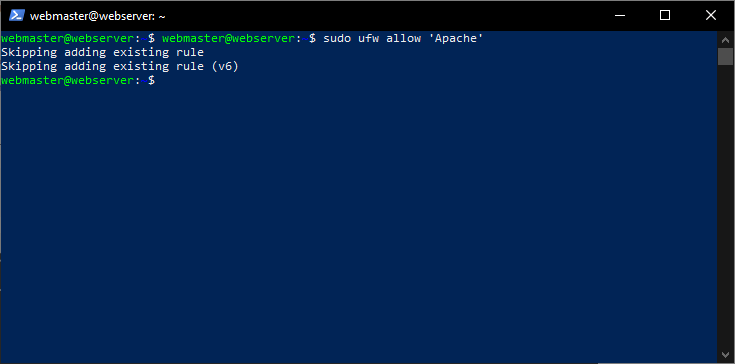 webmaster@webserver: ~
webmaster@webserver: $ webmaster@webserver: $ sudo ufw allow 'Apache'
Skipping adding existing rule
Skipping adding existing rule (v6)
webmaster@webserver: $